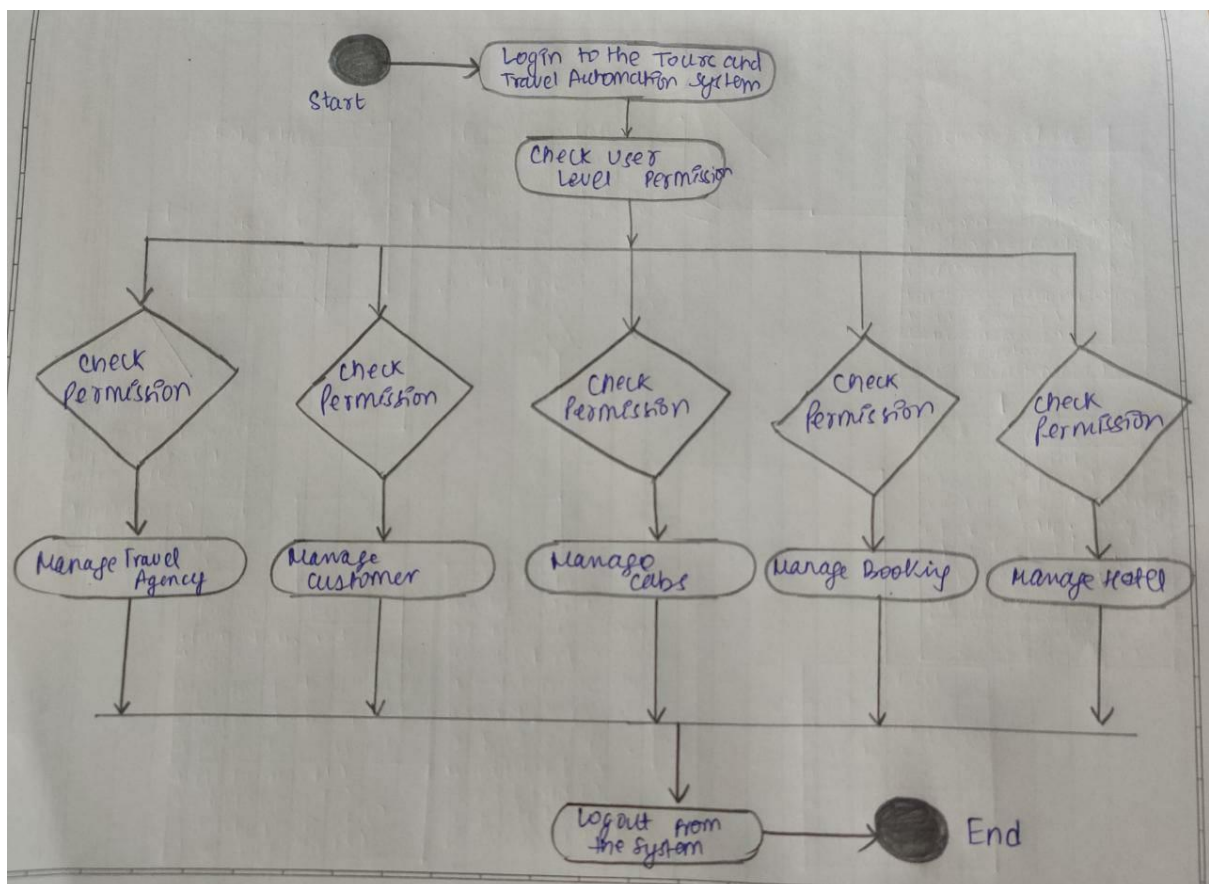 Login to the Tours and
Travel Automation System
Start
Check User
Level Permission
Check
Permission
Check
Permission
Check
Permission
Check
Permission
Check
Permission
Manage Travel
Agency
Manage
Customer
Manage
Cabs
Manage Booking
Manage Hotel
Logout From
the System
End